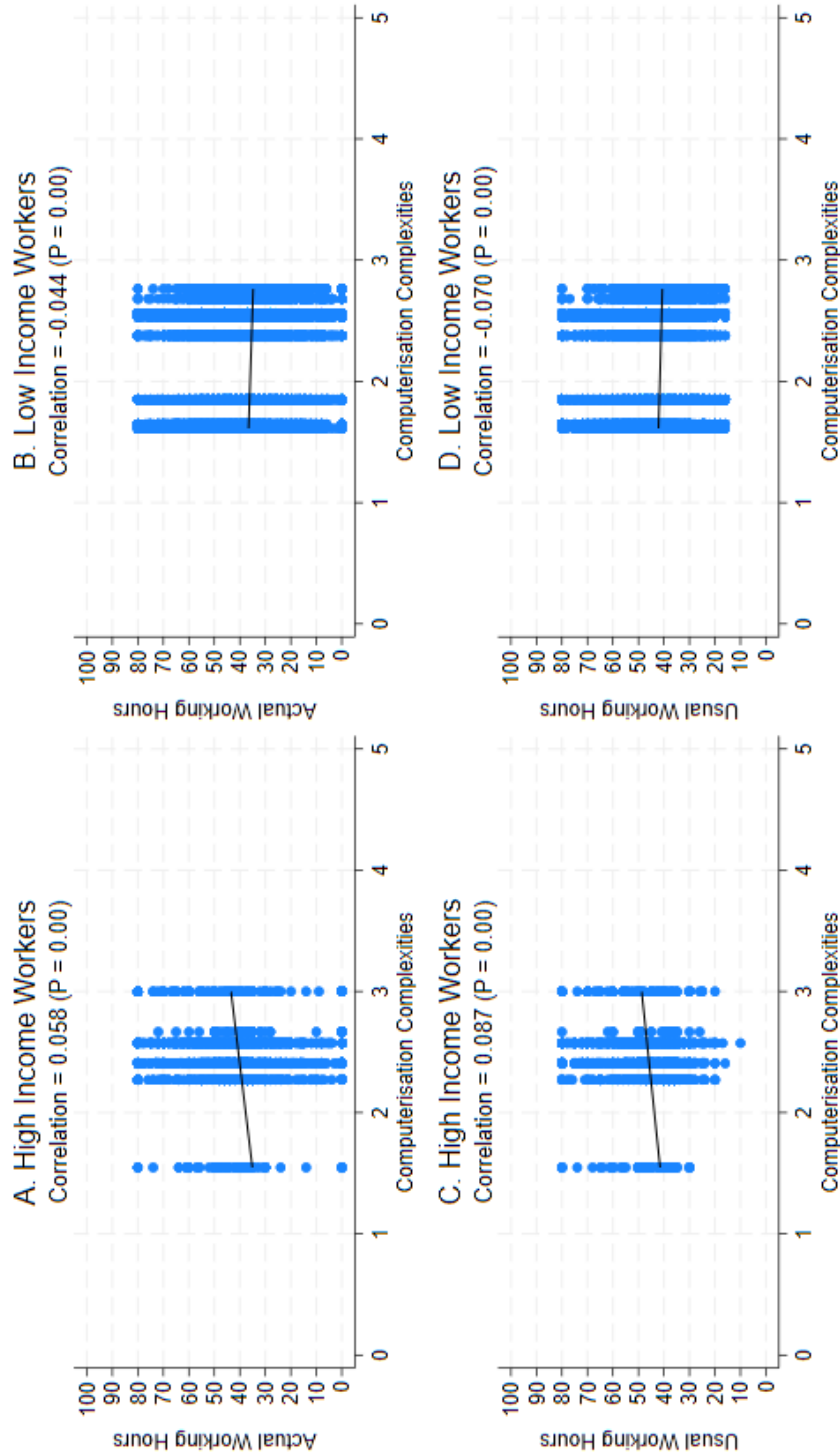 A. High Income Workers
Correlation = 0.058 (P = 0.00)
Actual Working Hours
100
90
80
70
60
50
40
30
20
10
0
0 1 2 3 4 5
Computerisation Complexities
B. Low Income Workers
Correlation = -0.044 (P = 0.00)
Actual Working Hours
100
90
80
70
60
50
40
30
20
10
0
0 1 2 3 4 5
Computerisation Complexities
C. High Income Workers
Correlation = 0.087 (P = 0.00)
Usual Working Hours
100
90
80
70
60
50
40
30
20
10
0
0 1 2 3 4 5
Computerisation Complexities
D. Low Income Workers
Correlation = -0.070 (P = 0.00)
Usual Working Hours
100
90
80
70
60
50
40
30
20
10
0
0 1 2 3 4 5
Computerisation Complexities